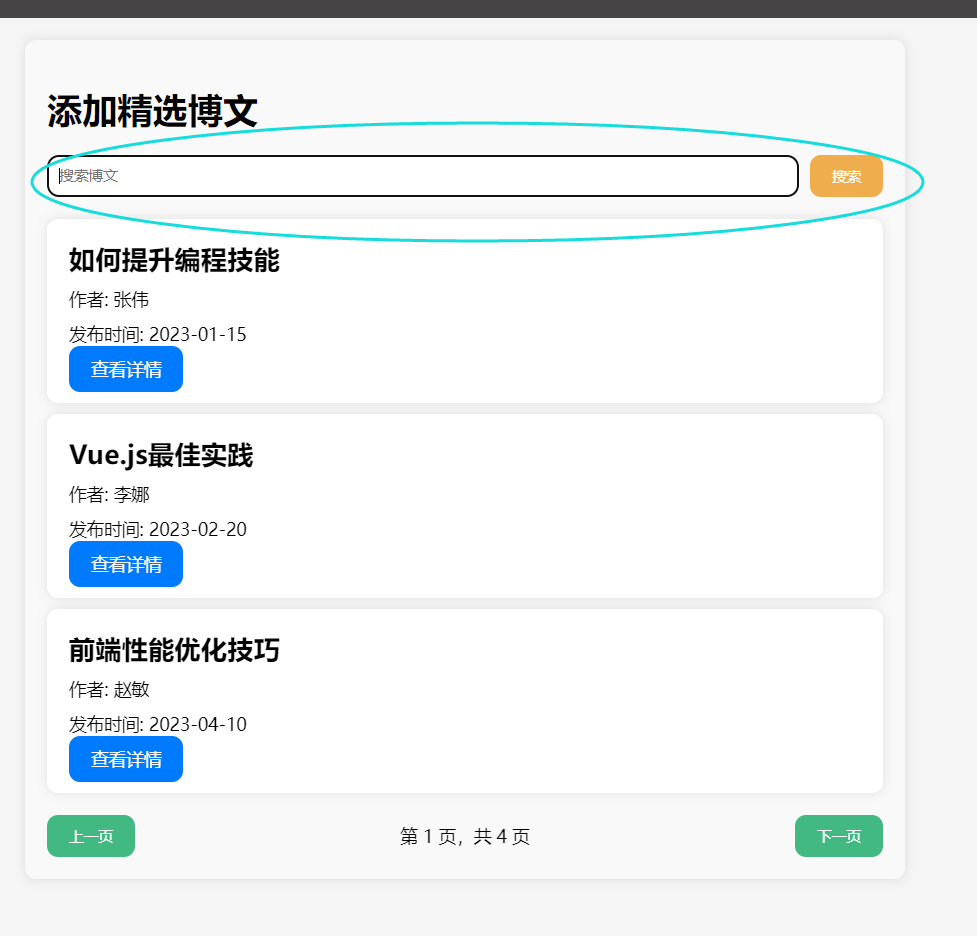 添加精选博文
搜索博文
搜索
如何提升编程技能
作者: 张伟
发布时间: 2023-01-15
查看详情
Vue.js最佳实践
作者: 李娜
发布时间: 2023-02-20
查看详情
前端性能优化技巧
作者: 赵敏
发布时间: 2023-04-10
查看详情
上一页
第 1 页，共 4 页
下一页